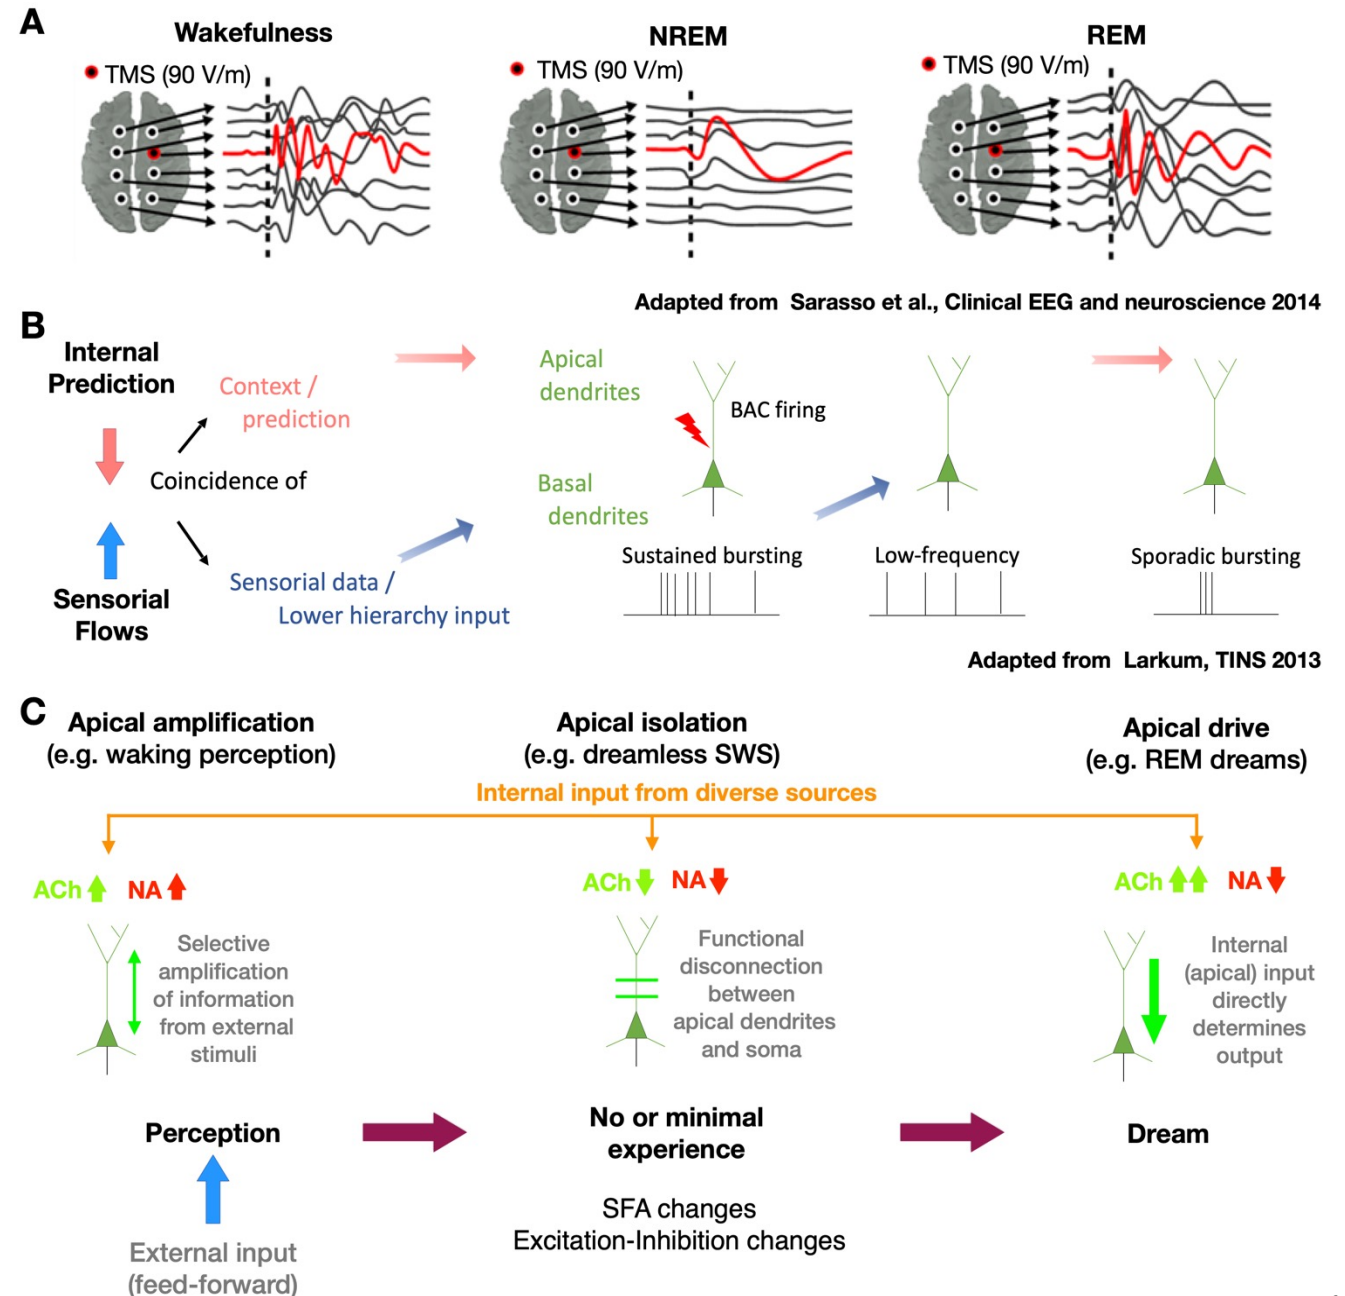 A
Wakefulness
TMS (90 V/m)
NREM
TMS (90 V/m)
REM
TMS (90 V/m)
Adapted from Sarasso et al., Clinical EEG and neuroscience 2014
B
Internal
Prediction
Context /
prediction
Coincidence of
Sensorial data /
Lower hierarchy input
Sensorial
Flows
Apical
dendrites
Basal
dendrites
BAC firing
Sustained bursting
Low-frequency
Sporadic bursting
Adapted from Larkum, TINS 2013
C
Apical amplification
(e.g. waking perception)
Apical isolation
(e.g. dreamless SWS)
Apical drive
(e.g. REM dreams)
Internal input from diverse sources
ACh NA
Selective
amplification
of information
from external
stimuli
ACh NA
Functional
disconnection
between
apical dendrites
and soma
ACh NA
Internal
(apical) input
directly
determines
output
Perception
No or minimal
experience
Dream
SFA changes
Excitation-Inhibition changes
External input
(feed-forward)